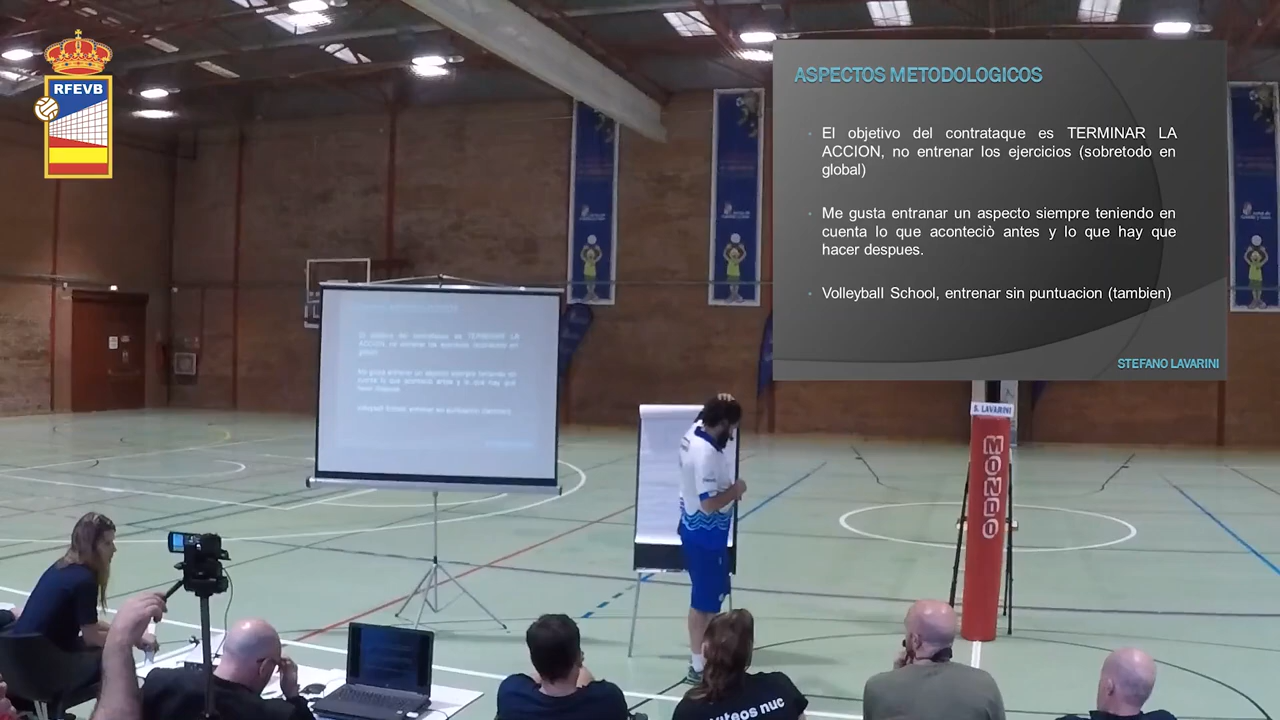 RFEVB
ASPECTOS METODOLOGICOS
El objetivo del contrataque es TERMINAR LA
ACCION, no entrenar los ejercicios (sobretodo en
global)
Me gusta entranar un aspecto siempre teniendo en
cuenta lo que aconteciò antes y lo que hay que
hacer despues.
Volleyball School, entrenar sin puntuacion (tambien)
STEFANO LAVARINI
S. LAVARINI
MONDO